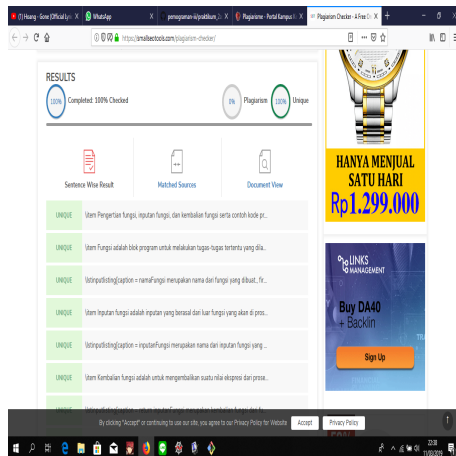 (1) Hoang - Gone (Official Lyri
WhatsApp
pemograman-iii/praktikum_2
Plagiarisme - Portal Kampus
Plagiarism Checker - A Free O
https://smallseotools.com/plagiarism-checker/
RESULTS
100%
Completed: 100% Checked
0%
Plagiarism
100%
Unique
Sentence Wise Result
Matched Sources
Document View
UNIQUE
\item Pengertian fungsi, inputan fungsi, dan kembalian fungsi serta contoh kode pr...
UNIQUE
\item Fungsi adalah blok program untuk melakukan tugas-tugas tertentu yang dila...
UNIQUE
\lstinputlisting[caption = namaFungsi merupakan nama dari fungsi yang dibuat., fir...
UNIQUE
\item Inputan fungsi adalah inputan yang berasal dari luar fungsi yang akan di pros...
UNIQUE
\lstinputlisting[caption = inputanFungsi merupakan nama dari inputan fungsi yang ...
UNIQUE
\item Kembalian fungsi adalah untuk mengembalikan suatu nilai ekspresi dari prose...
HANYA MENJUAL
SATU HARI
Rp1.299.000
LINKS
MANAGEMENT
Buy DA40
+ Backlin
Sign Up
By clicking "Accept" or continuing to use our site, you agree to our Privacy Policy for Website
Accept
Privacy Policy
22:38
11/03/2019